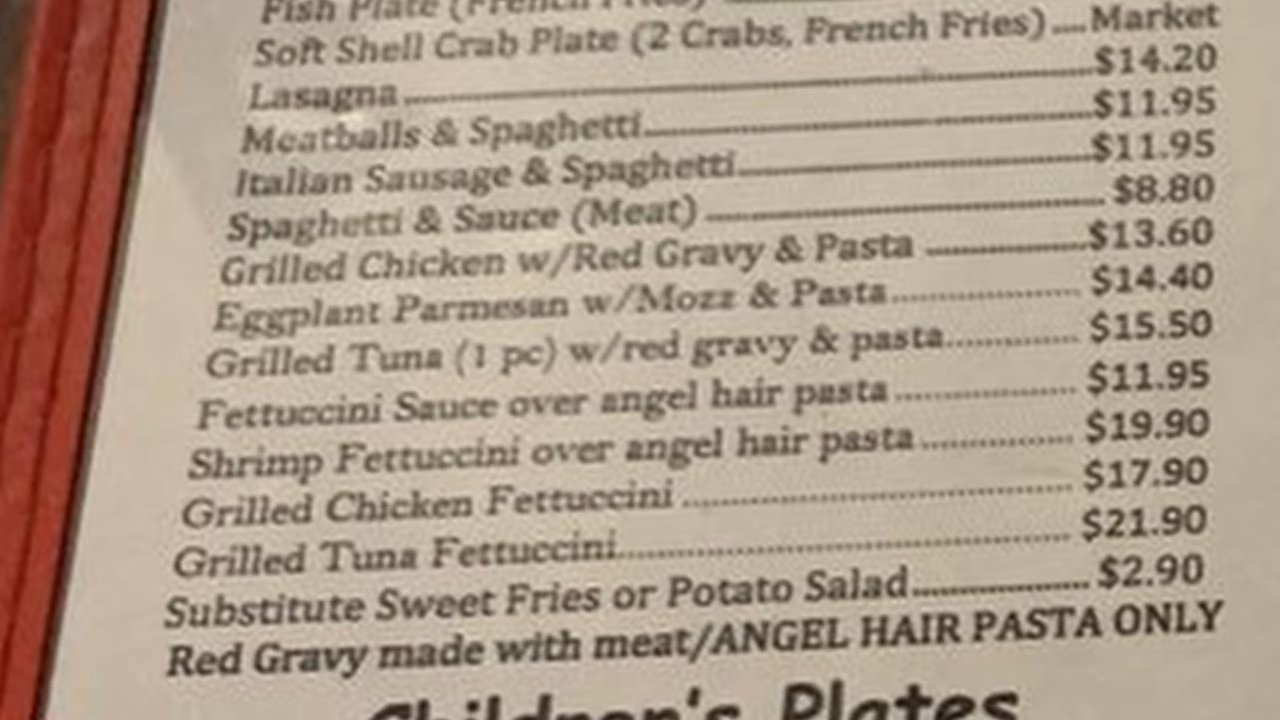 Fish Plate (French Fries)
Soft Shell Crab Plate (2 Crabs, French Fries)....Market
Lasagna....$14.20
Meatballs & Spaghetti....$11.95
Italian Sausage & Spaghetti....$11.95
Spaghetti & Sauce (Meat)....$8.80
Grilled Chicken w/Red Gravy & Pasta....$13.60
Eggplant Parmesan w/Mozz & Pasta....$14.40
Grilled Tuna (1 pc) w/red gravy & pasta....$15.50
Fettuccini Sauce over angel hair pasta....$11.95
Shrimp Fettuccini over angel hair pasta....$19.90
Grilled Chicken Fettuccini....$17.90
Grilled Tuna Fettuccini....$21.90
Substitute Sweet Fries or Potato Salad....$2.90
Red Gravy made with meat/ANGEL HAIR PASTA ONLY
Children's Plates